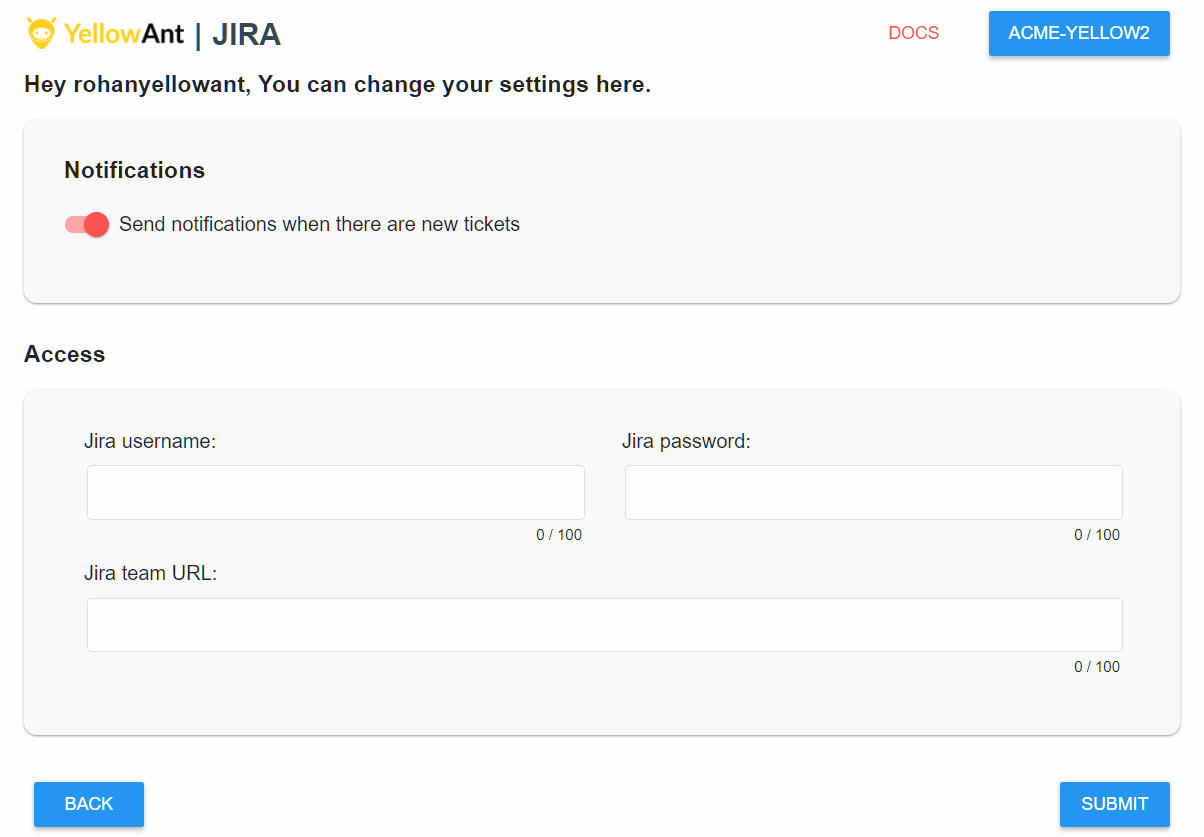 YellowAnt | JIRA DOCS ACME-YELLOW2
Hey rohanyellowant, You can change your settings here.
Notifications
Send notifications when there are new tickets
Access
Jira username: Jira password:
0 / 100 0 / 100
Jira team URL:
0 / 100
BACK SUBMIT